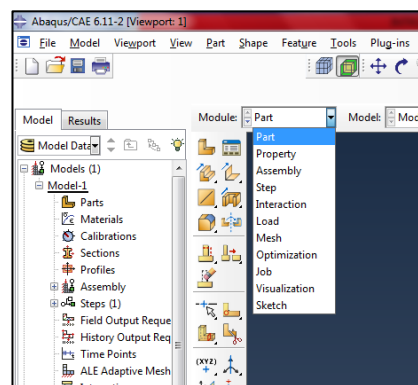 Abaqus/CAE 6.11-2 [Viewport: 1]
File Model Viewport View Part Shape Feature Tools Plug-ins
Model Results Module: Part Model:
Model Data
Part
Property
Assembly
Step
Interaction
Load
Mesh
Optimization
Job
Visualization
Sketch
Models (1)
Model-1
Parts
Materials
Calibrations
Sections
Profiles
Assembly
Steps (1)
Field Output Reque
History Output Req
Time Points
ALE Adaptive Mesh
(XYZ)